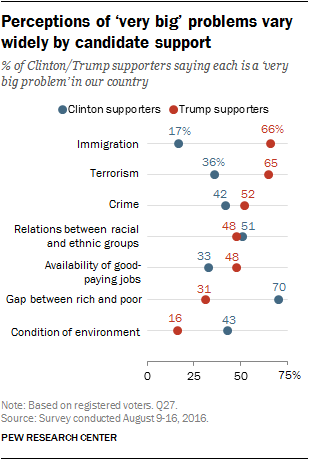 Perceptions of ‘very big’ problems vary
widely by candidate support
% of Clinton/Trump supporters saying each is a ‘very
big problem’ in our country
Clinton supporters Trump supporters
Immigration 17% 66%
Terrorism 36% 65
Crime 42 52
Relations between racial
and ethnic groups 48 51
Availability of good-
paying jobs 33 48
Gap between rich and poor 31 70
Condition of environment 16 43
0 25 50 75%
Note: Based on registered voters. Q27.
Source: Survey conducted August 9-16, 2016.
PEW RESEARCH CENTER